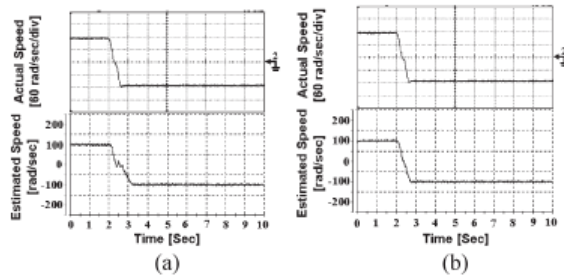 Actual Speed
[60 rad/sec/div]
Estimated Speed
[rad/sec]
200
100
0
-100
-200
0 1 2 3 4 5 6 7 8 9 10
Time [Sec]
(a)
Actual Speed
[60 rad/sec/div]
Estimated Speed
[rad/sec]
200
100
0
-100
-200
0 1 2 3 4 5 6 7 8 9 10
Time [Sec]
(b)